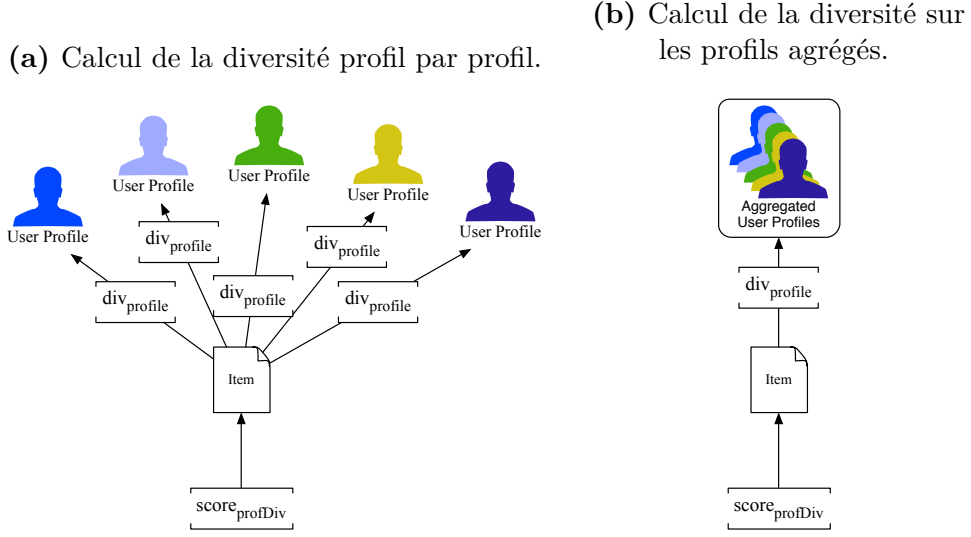 (a) Calcul de la diversité profil par profil.
User Profile
User Profile
User Profile
User Profile
User Profile
div_profile
div_profile
div_profile
div_profile
div_profile
Item
score_profDiv
(b) Calcul de la diversité sur
les profils agrégés.
Aggregated
User Profiles
div_profile
Item
score_profDiv